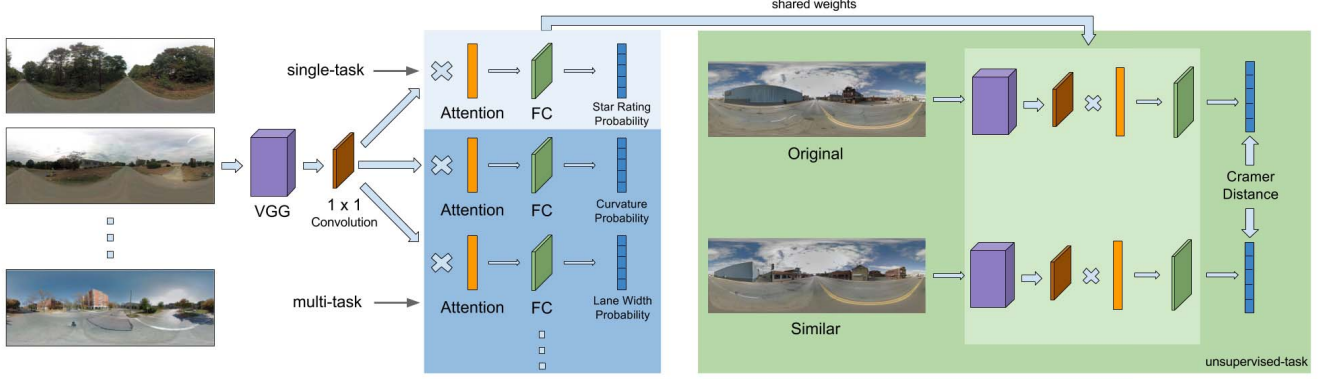 shared weights
single-task
Attention
FC
Star Rating
Probability
VGG
1 x 1
Convolution
Attention
FC
Curvature
Probability
multi-task
Attention
FC
Lane Width
Probability
Original
Similar
Cramer
Distance
unsupervised-task